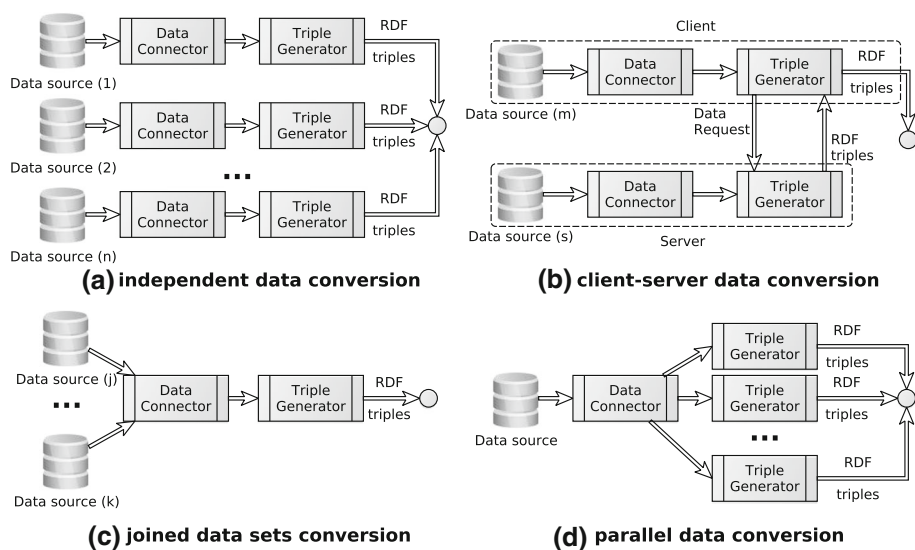 Data Connector
Triple Generator
RDF
triples
Data source (1)
Data Connector
Triple Generator
RDF
triples
Data source (2)
...
Data Connector
Triple Generator
RDF
triples
Data source (n)
(a) independent data conversion
Client
Data Connector
Triple Generator
RDF
triples
Data source (m)
Data Request
RDF triples
Data Connector
Triple Generator
Data source (s)
Server
(b) client-server data conversion
Data source (j)
...
Data Connector
Triple Generator
RDF
triples
Data source (k)
(c) joined data sets conversion
Triple Generator
RDF
triples
Data source
Data Connector
Triple Generator
RDF
triples
...
Triple Generator
RDF
triples
(d) parallel data conversion